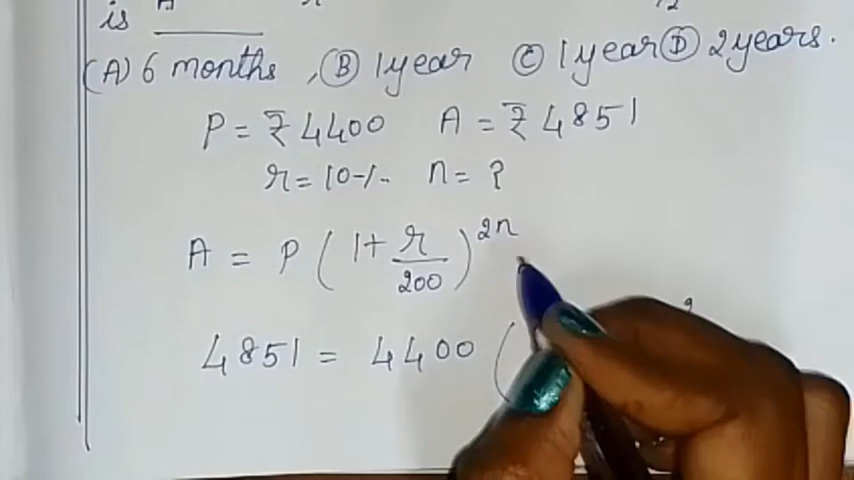 is
(A) 6 months , (B) 1 year (C) 1 year (D) 2 years.
P = ₹ 4400 A = ₹ 4851
r = 10 % n = ?
A = P ( 1 + r/200 )^2n
4851 = 4400 (